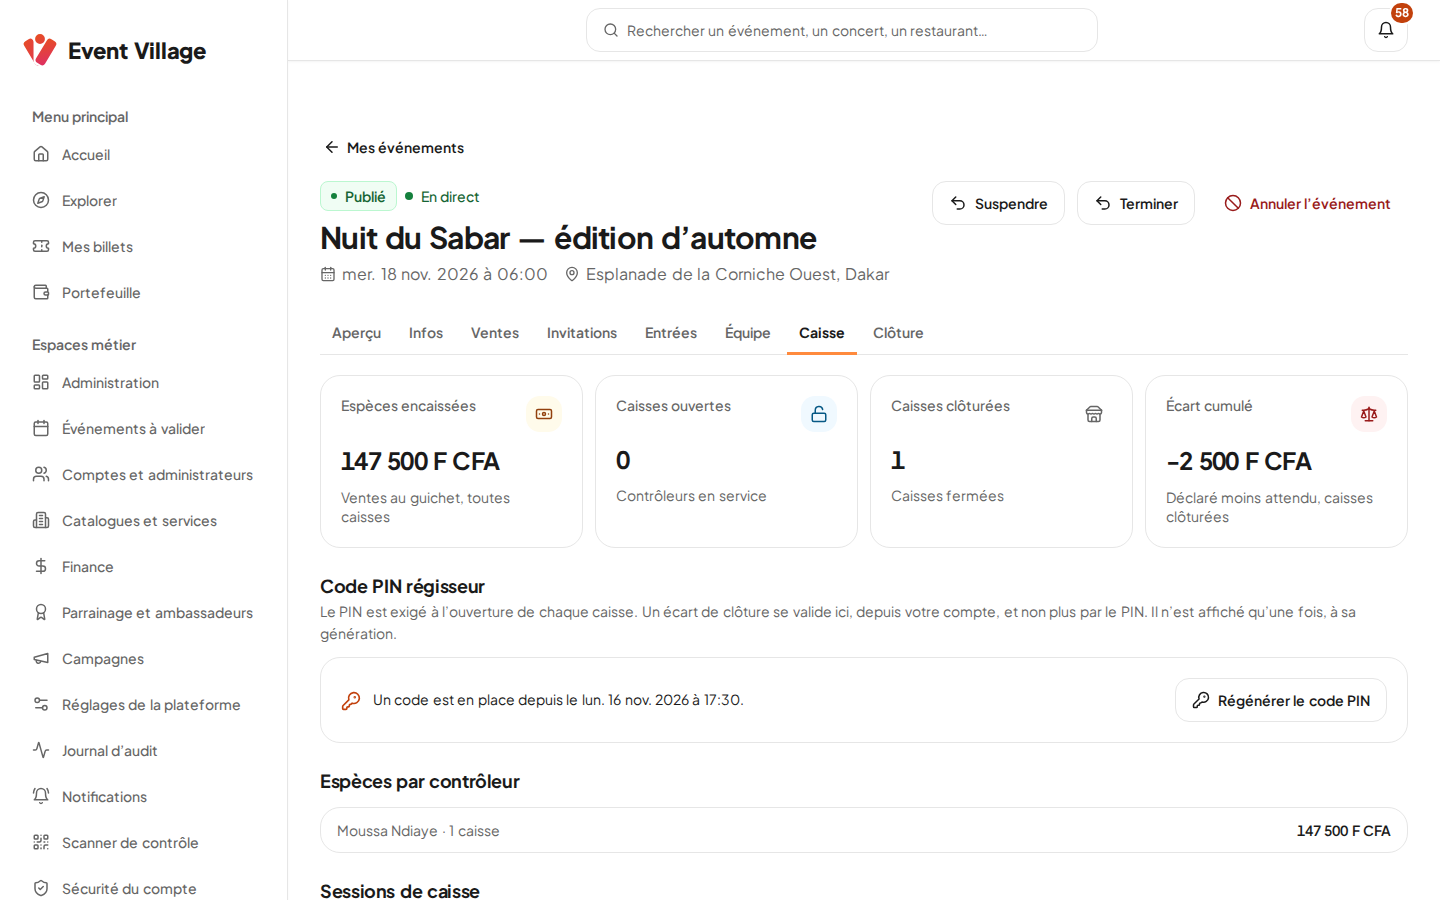 Event Village
Rechercher un événement, un concert, un restaurant…
58
Menu principal
Accueil
Explorer
Mes billets
Portefeuille
Espaces métier
Administration
Événements à valider
Comptes et administrateurs
Catalogues et services
Finance
Parrainage et ambassadeurs
Campagnes
Réglages de la plateforme
Journal d’audit
Notifications
Scanner de contrôle
Sécurité du compte
Mes événements
Publié
En direct
Suspendre
Terminer
Annuler l’événement
Nuit du Sabar — édition d’automne
mer. 18 nov. 2026 à 06:00
Esplanade de la Corniche Ouest, Dakar
Aperçu
Infos
Ventes
Invitations
Entrées
Équipe
Caisse
Clôture
Espèces encaissées
147 500 F CFA
Ventes au guichet, toutes
caisses
Caisses ouvertes
0
Contrôleurs en service
Caisses clôturées
1
Caisses fermées
Écart cumulé
−2 500 F CFA
Déclaré moins attendu, caisses
clôturées
Code PIN régisseur
Le PIN est exigé à l’ouverture de chaque caisse. Un écart de clôture se valide ici, depuis votre compte, et non plus par le PIN. Il n’est affiché qu’une fois, à sa
génération.
Un code est en place depuis le lun. 16 nov. 2026 à 17:30.
Régénérer le code PIN
Espèces par contrôleur
Moussa Ndiaye · 1 caisse
147 500 F CFA
Sessions de caisse